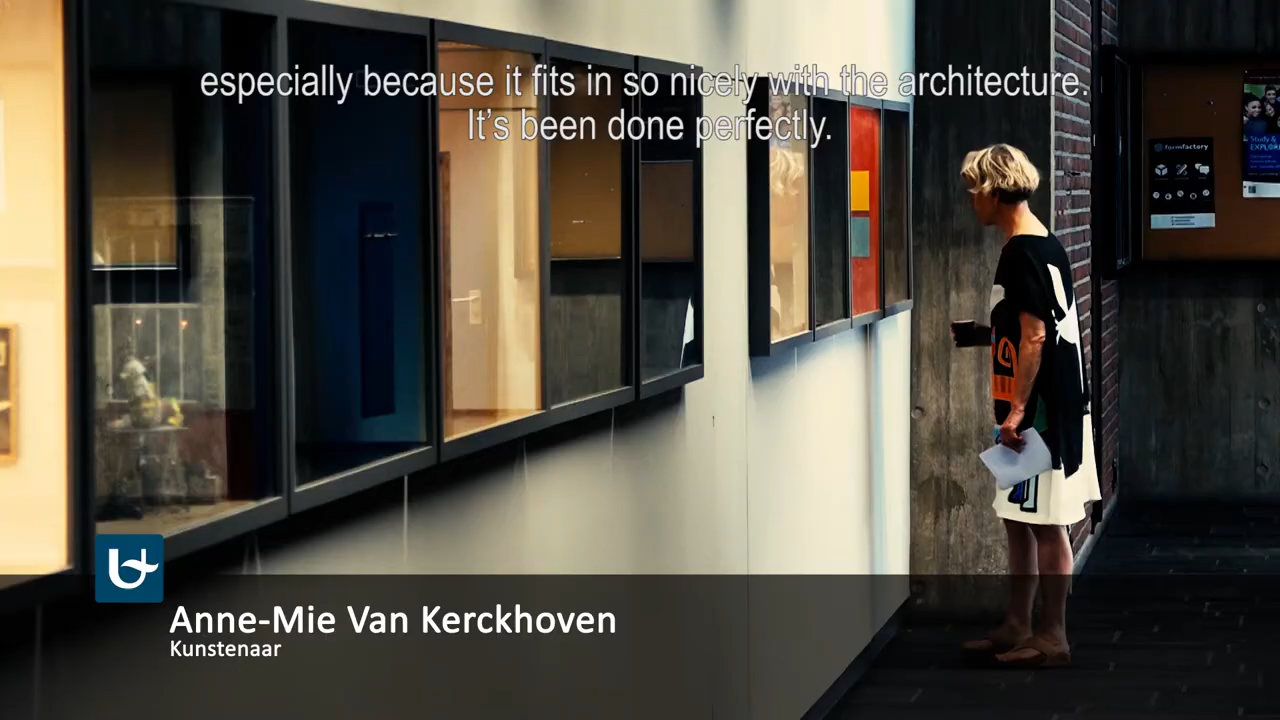 especially because it fits in so nicely with the architecture.
It's been done perfectly.
formfactory
Study &
EXPLORE
Anne-Mie Van Kerckhoven
Kunstenaar